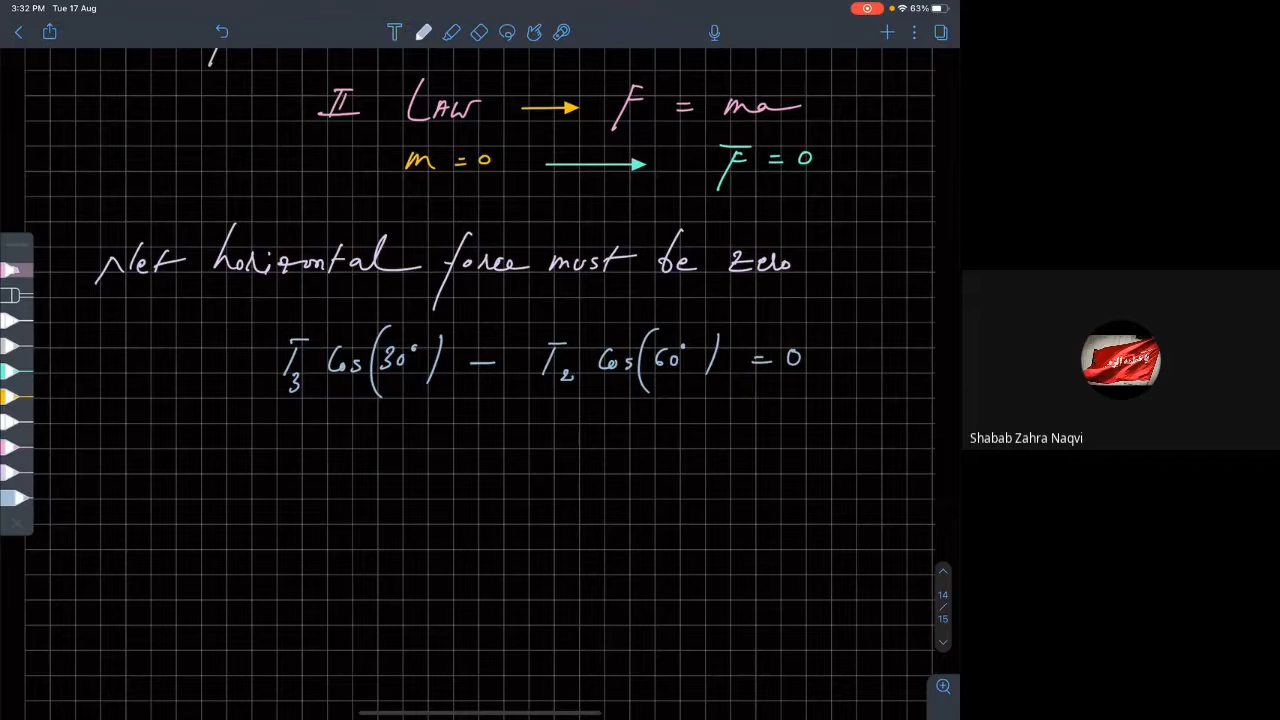 3:32 PM Tue 17 Aug
63%
II LAW → F = ma
m = 0 → F = 0
Net horizontal force must be zero
T3 Cos(30°) - T2 Cos(60°) = 0
Shabab Zahra Naqvi
14
/
15